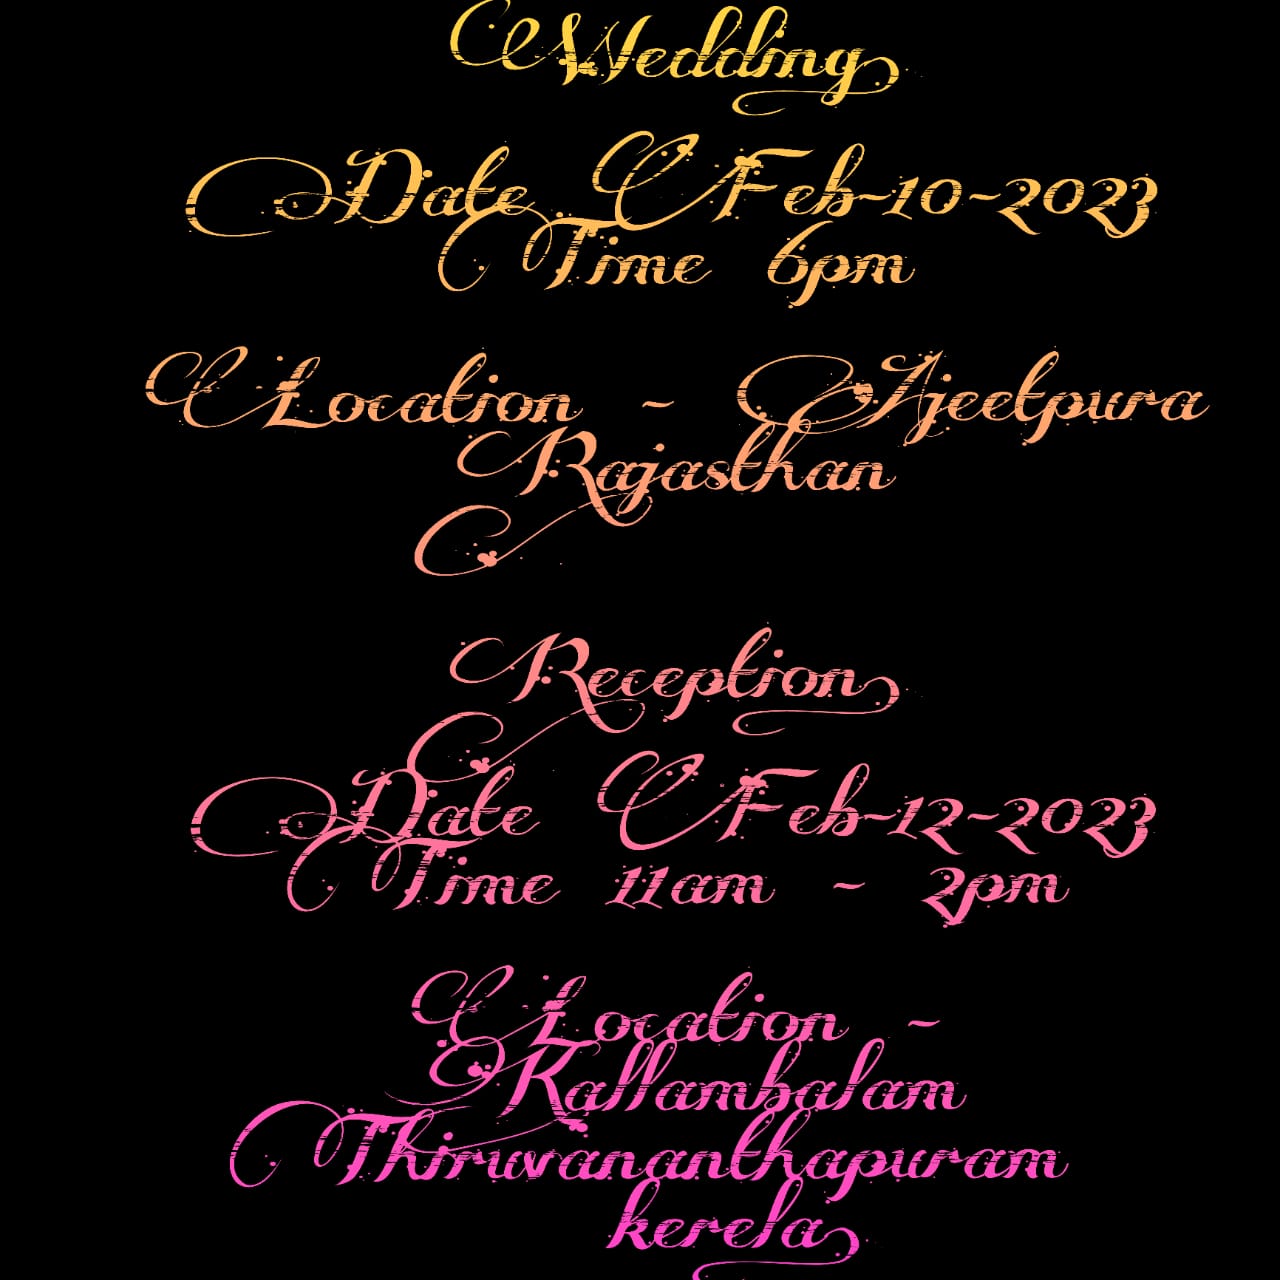 Wedding
Date Feb-10-2023
Time 6pm
Location - Ajeetpura
Rajasthan
Reception
Date Feb-12-2023
Time 11am - 2pm
Location -
Kallambalam
Thiruvananthapuram
kerela